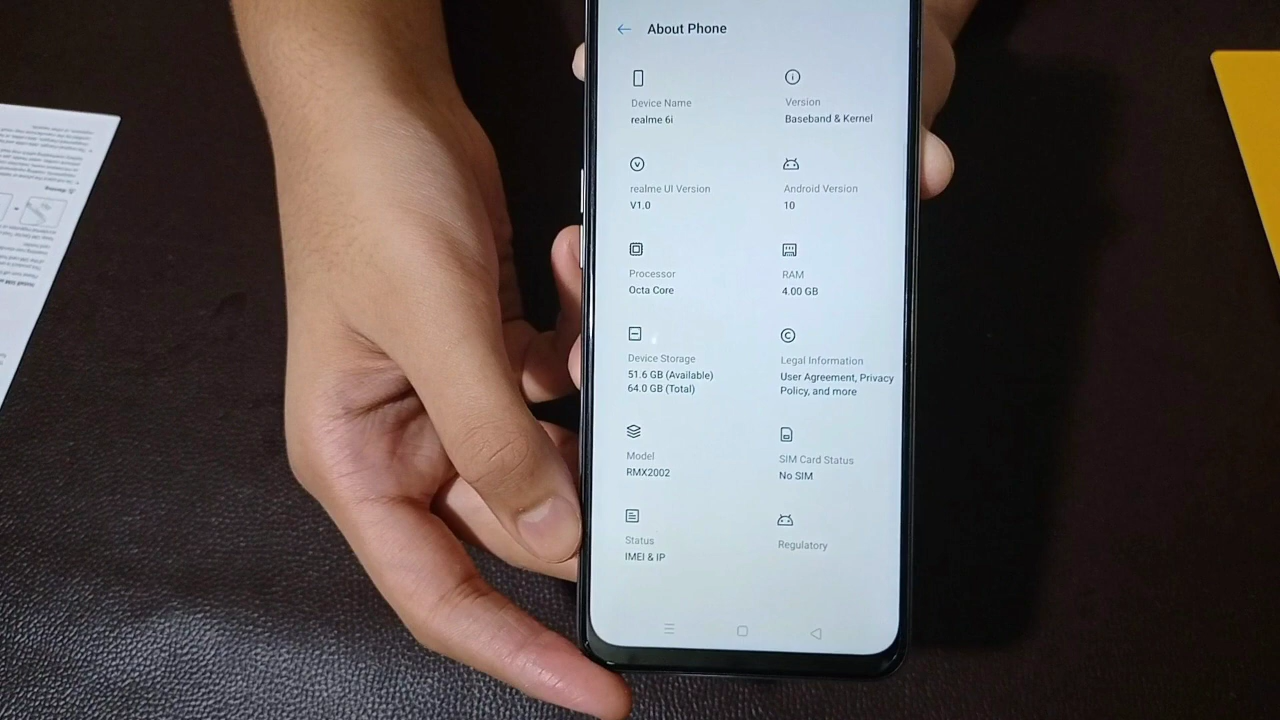 About Phone
Device Name
realme 6i
Version
Baseband & Kernel
realme UI Version
V1.0
Android Version
10
Processor
Octa Core
RAM
4.00 GB
Device Storage
51.6 GB (Available)
64.0 GB (Total)
Legal Information
User Agreement, Privacy
Policy, and more
Model
RMX2002
SIM Card Status
No SIM
Status
IMEI & IP
Regulatory